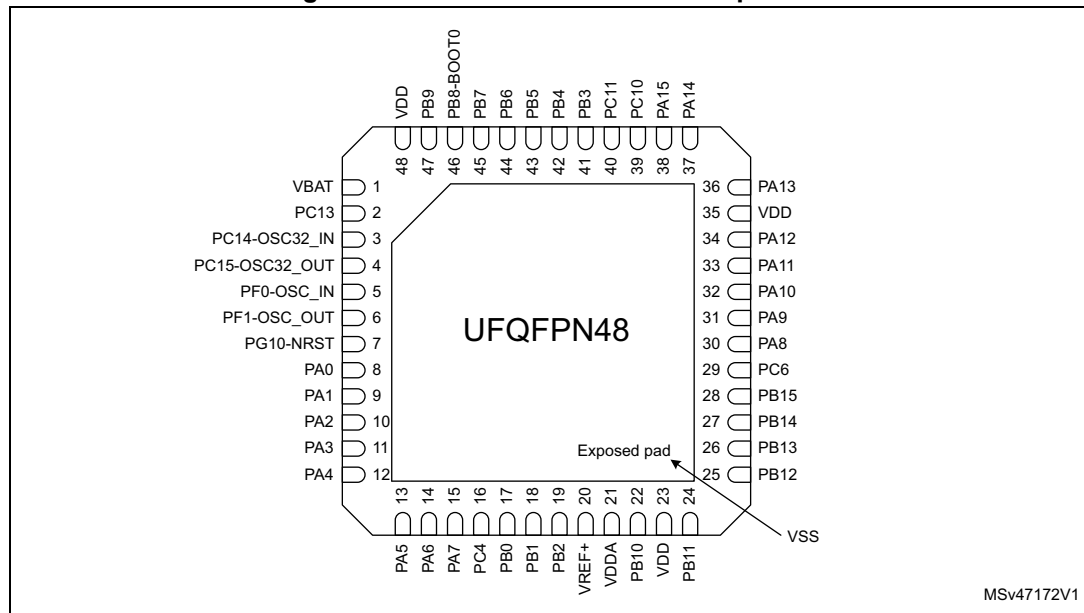 VDD
PB9
PB8-BOOT0
PB7
PB6
PB5
PB4
PB3
PC11
PC10
PA15
PA14
48
47
46
45
44
43
42
41
40
39
38
37
VBAT 1
PC13 2
PC14-OSC32_IN 3
PC15-OSC32_OUT 4
PF0-OSC_IN 5
PF1-OSC_OUT 6
PG10-NRST 7
PA0 8
PA1 9
PA2 10
PA3 11
PA4 12
UFQFPN48
Exposed pad
36 PA13
35 VDD
34 PA12
33 PA11
32 PA10
31 PA9
30 PA8
29 PC6
28 PB15
27 PB14
26 PB13
25 PB12
13
14
15
16
17
18
19
20
21
22
23
24
PA5
PA6
PA7
PC4
PB0
PB1
PB2
VREF+
VDDA
PB10
VDD
PB11
VSS
MSv47172V1